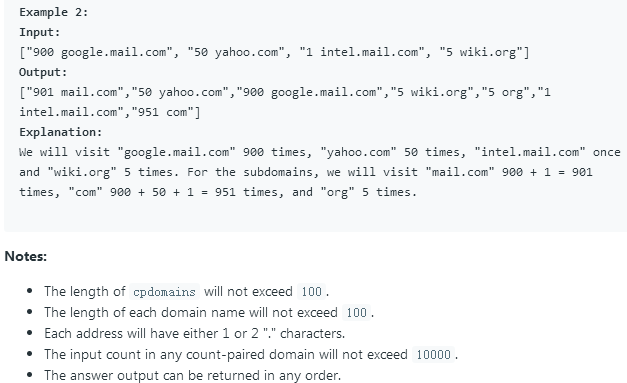 Example 2:
Input:
["900 google.mail.com", "50 yahoo.com", "1 intel.mail.com", "5 wiki.org"]
Output:
["901 mail.com","50 yahoo.com","900 google.mail.com","5 wiki.org","5 org","1
intel.mail.com","951 com"]
Explanation:
We will visit "google.mail.com" 900 times, "yahoo.com" 50 times, "intel.mail.com" once
and "wiki.org" 5 times. For the subdomains, we will visit "mail.com" 900 + 1 = 901
times, "com" 900 + 50 + 1 = 951 times, and "org" 5 times.
Notes:
• The length of cpdomains will not exceed 100.
• The length of each domain name will not exceed 100.
• Each address will have either 1 or 2 "." characters.
• The input count in any count-paired domain will not exceed 10000.
• The answer output can be returned in any order.